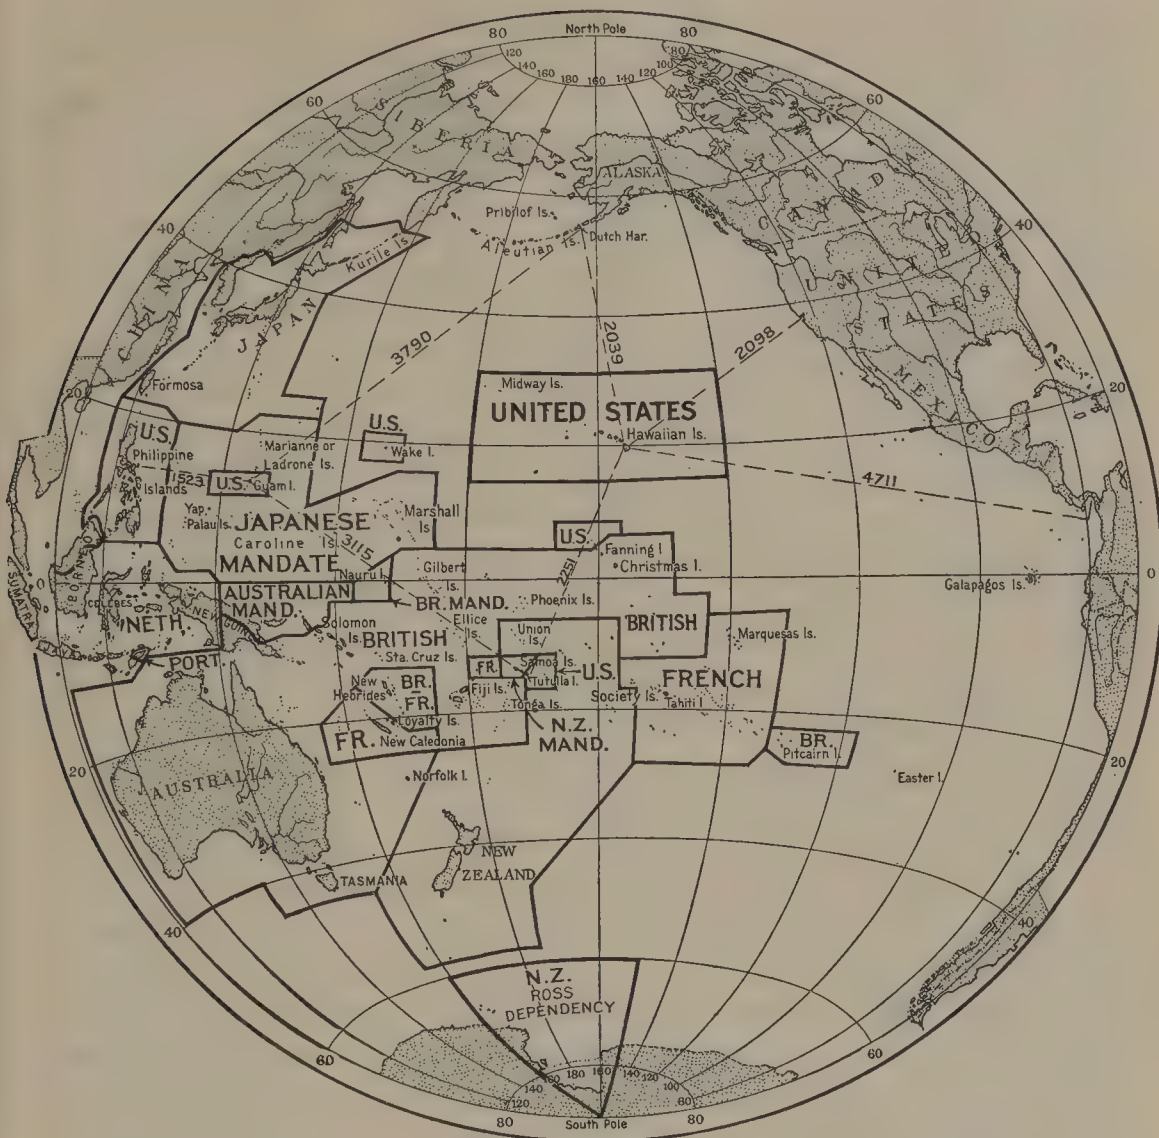 North Pole
80
80
120
140
160
180
160
140
120
100
80
60
60
SIBERIA
ALASKA
CANADA
Pribilof Is.
Aleutian Is.
Dutch Har.
40
40
Kurile Is.
CHINA
JAPAN
UNITED
STATES
3790
2039
2098
MEXICO
20
20
Formosa
Midway Is.
UNITED STATES
Hawaiian Is.
U.S.
Philippine
Islands
1523
Marianne or
Ladrone Is.
U.S.
Wake I.
U.S.
Guam I.
4711
Yap
Palau Is.
JAPANESE
Caroline Is.
3115
MANDATE
Marshall
Is.
U.S.
Fanning I
Christmas I.
2251
BORNEO
SUMATRA
CELEBES
JAVA
NETH.
0
0
Nauru I.
Gilbert
Is.
Galapagos Is.
AUSTRALIAN
MAND.
NEW GUINEA
BR. MAND.
Phoenix Is.
Solomon
Is.
BRITISH
Ellice
Is.
Union
Is.
BRITISH
Marquesas Is.
PORT.
Sta. Cruz Is.
FR.
Samoa Is.
Tutuila I.
U.S.
New
Hebrides
BR.
FR.
Fiji Is.
Tonga Is.
Society Is.
FRENCH
Tahiti I
Loyalty Is.
FR.
New Caledonia
N.Z.
MAND.
BR.
Pitcairn I.
20
20
AUSTRALIA
Norfolk I.
Easter I.
NEW
ZEALAND
TASMANIA
40
40
N.Z.
ROSS
DEPENDENCY
60
60
120
140
160
180
160
140
120
100
80
80
80
South Pole